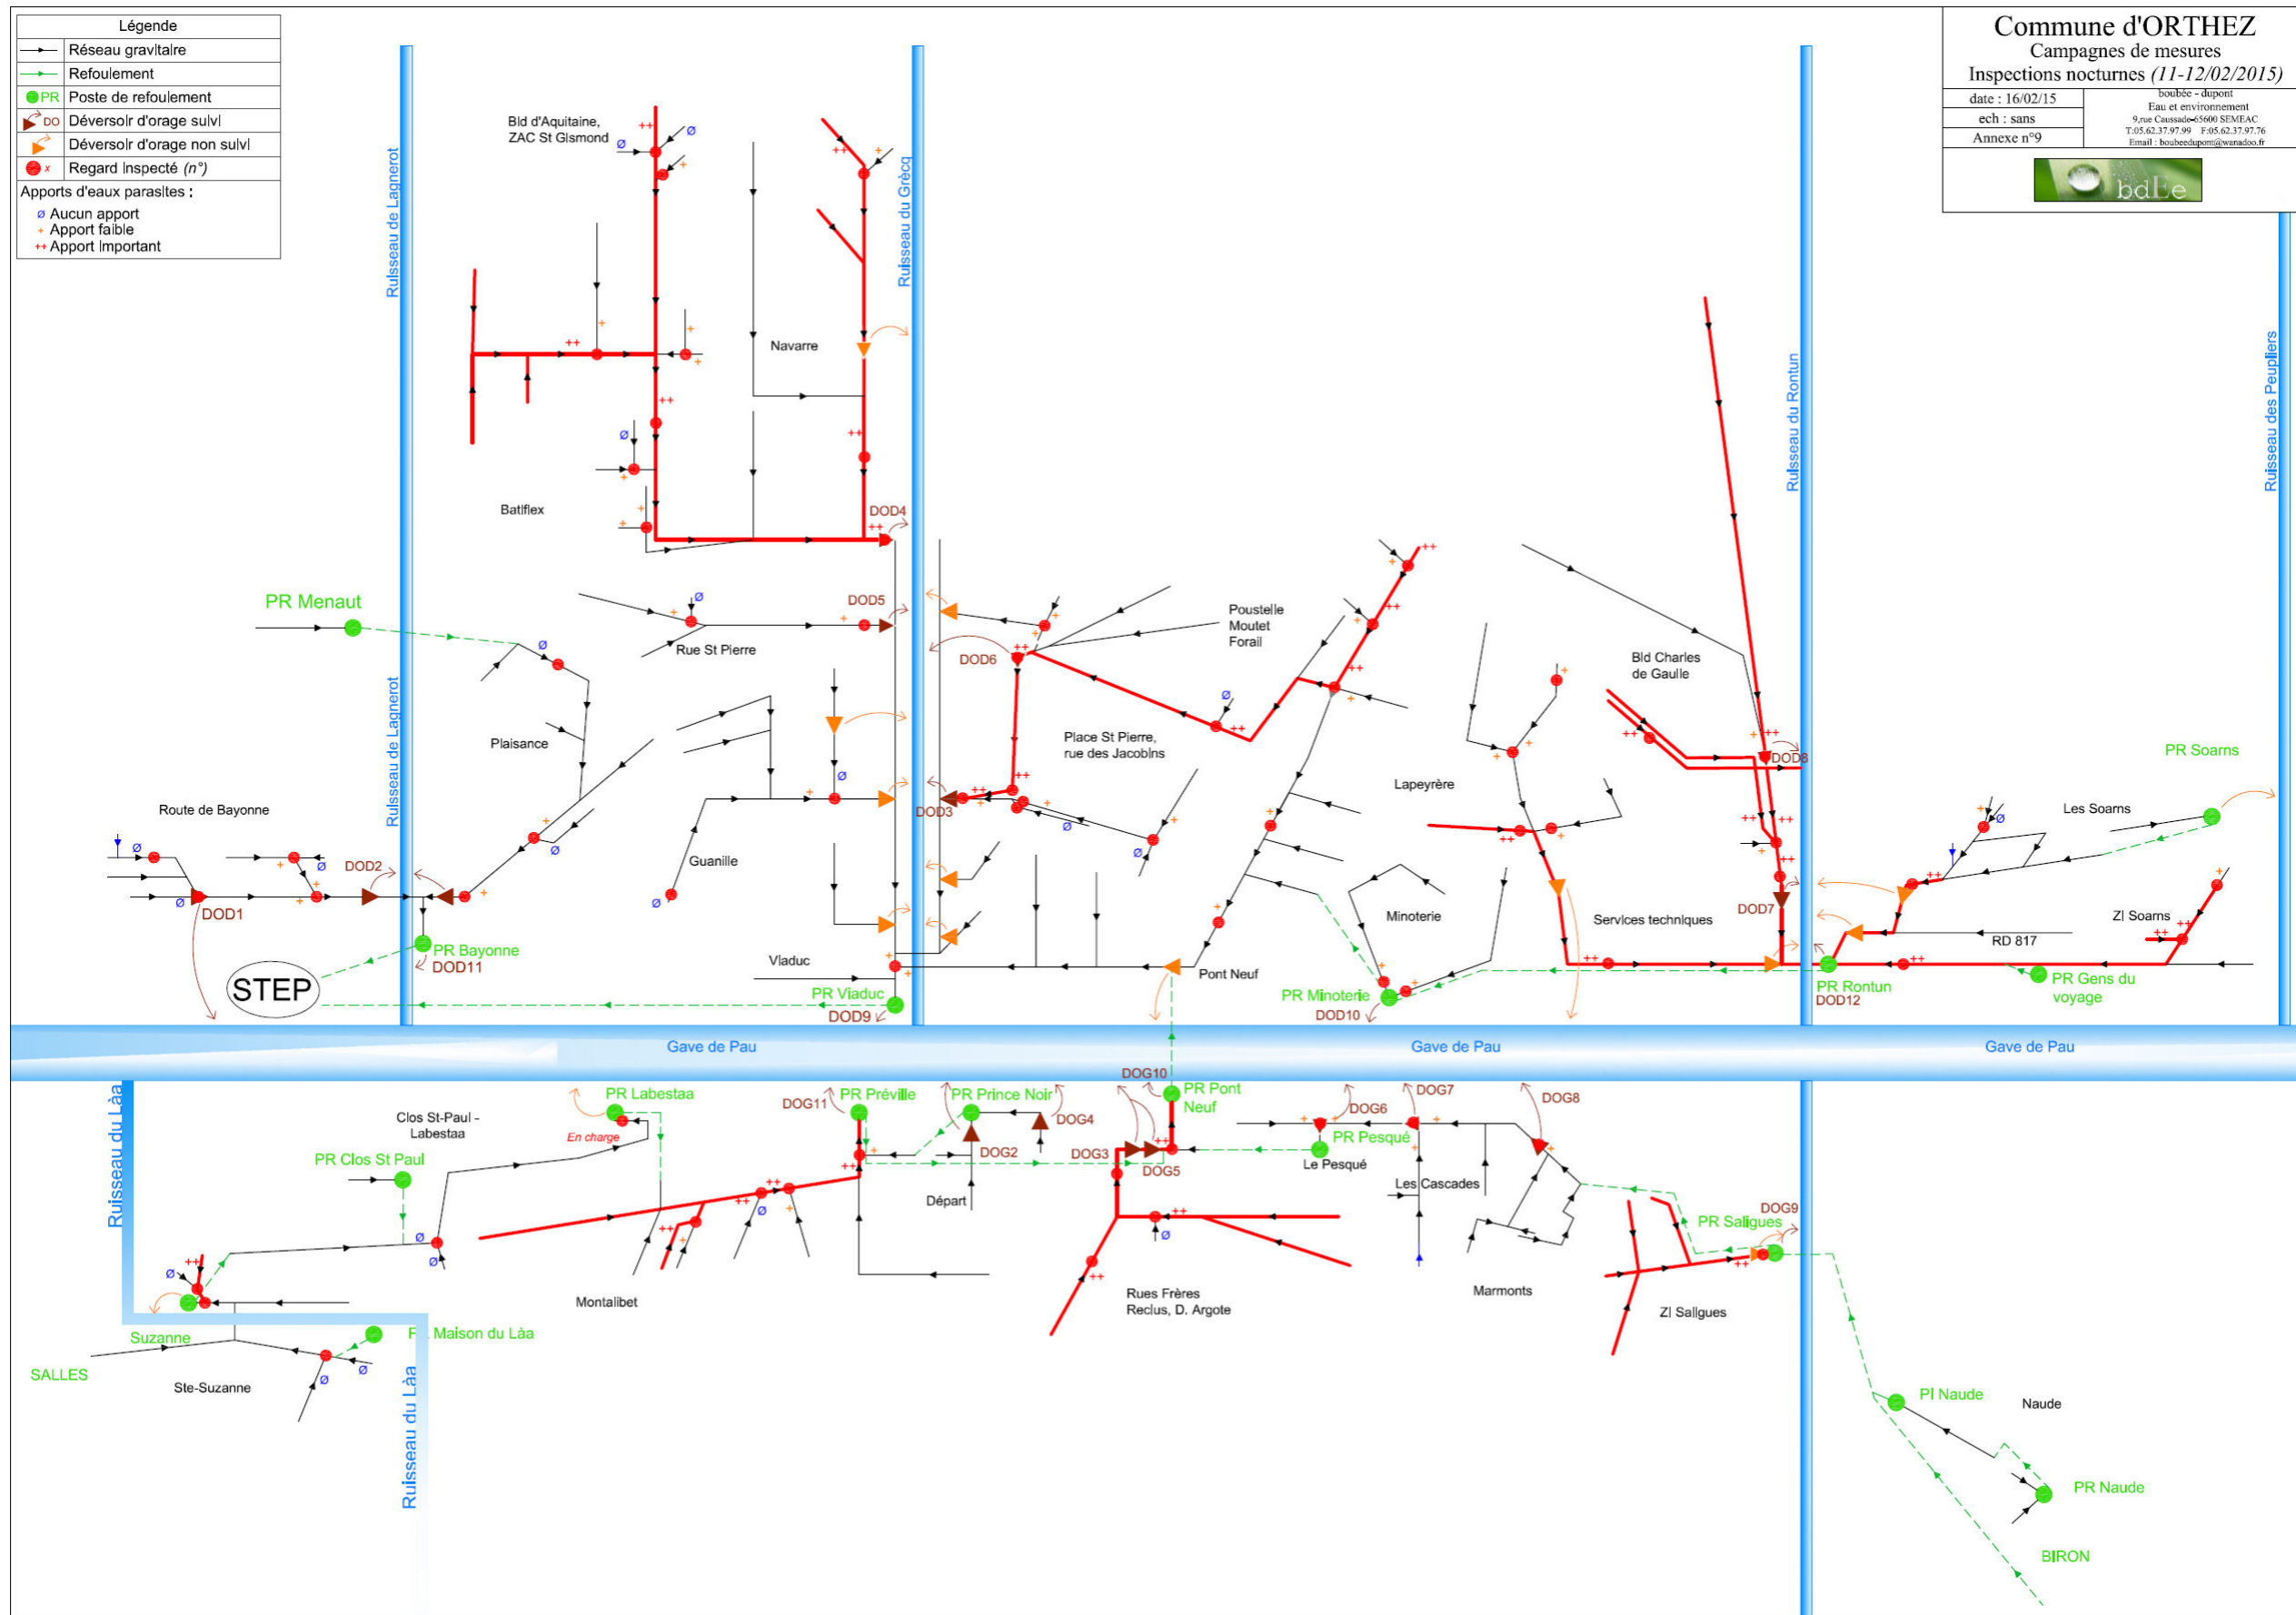 Légende
Réseau gravitaire
Refoulement
PR Poste de refoulement
DO Déversoir d'orage suivi
Déversoir d'orage non suivi
x Regard inspecté (n°)
Apports d'eaux parasites :
ø Aucun apport
+ Apport faible
++ Apport important
Commune d'ORTHEZ
Campagnes de mesures
Inspections nocturnes (11-12/02/2015)
date : 16/02/15
ech : sans
Annexe n°9
boubée - dupont
Eau et environnement
9,rue Caussade-65600 SEMEAC
T:05.62.37.97.99 F:05.62.37.97.76
Email : boubeedupont@wanadoo.fr
bdEe
Ruisseau de Lagnerot
Ruisseau du Grècq
Ruisseau du Rontun
Ruisseau des Peupliers
Bld d'Aquitaine,
ZAC St Gismond
Navarre
Batiflex
DOD4
PR Menaut
DOD5
Rue St Pierre
DOD6
Poustelle
Moutet
Forail
Bld Charles
de Gaulle
Ruisseau de Lagnerot
Plaisance
Place St Pierre,
rue des Jacobins
Lapeyrère
DOD8
PR Soarns
Route de Bayonne
DOD3
Les Soarns
Guanille
DOD2
DOD1
Minoterie
Services techniques
DOD7
ZI Soarns
RD 817
PR Bayonne
DOD11
STEP
Viaduc
PR Viaduc
DOD9
Pont Neuf
PR Minoterie
DOD10
PR Rontun
DOD12
PR Gens du
voyage
Gave de Pau
Gave de Pau
Gave de Pau
Ruisseau du Làa
Clos St-Paul -
Labestaa
PR Labestaa
En charge
DOG11
PR Préville
PR Prince Noir
DOG4
DOG2
DOG10
PR Pont
Neuf
DOG3
DOG5
DOG6
PR Pesqué
Le Pesqué
DOG7
DOG8
PR Clos St Paul
Départ
Les Cascades
PR Saligues
DOG9
Montalibet
Rues Frères
Reclus, D. Argote
Marmonts
ZI Saligues
Suzanne
PR Maison du Làa
SALLES
Ste-Suzanne
Ruisseau du Làa
PI Naude
Naude
PR Naude
BIRON